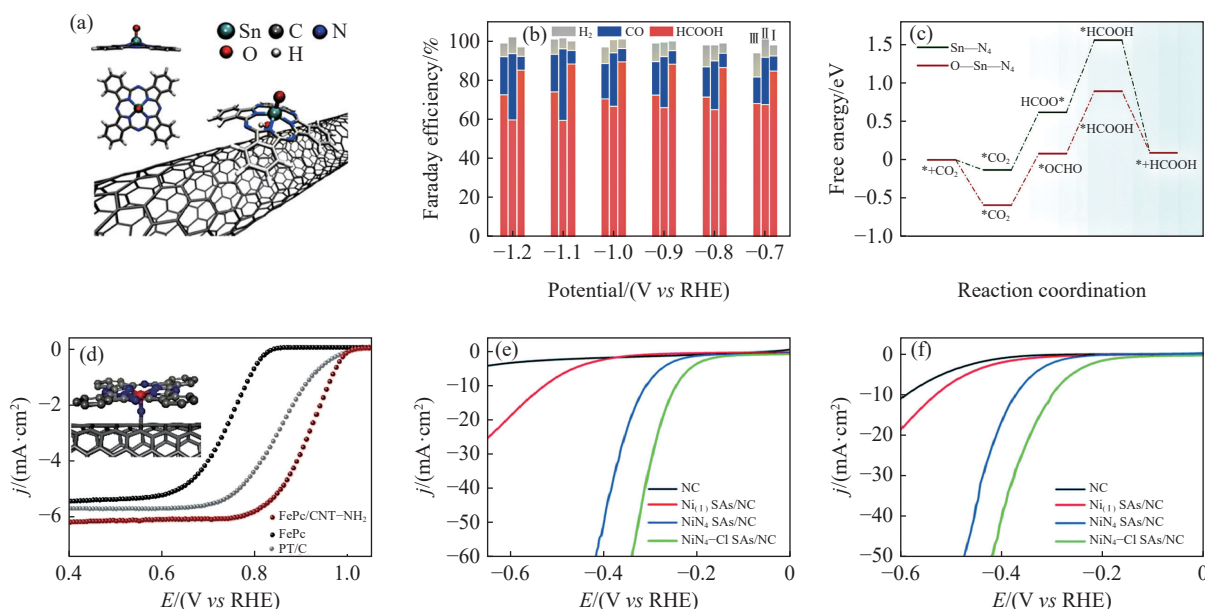 (a)
Sn C N
O H
(b)
H₂ CO HCOOH
Ⅲ Ⅱ Ⅰ
Faraday efficiency/%
100
80
60
40
20
0
−1.2 −1.1 −1.0 −0.9 −0.8 −0.7
Potential/(V vs RHE)
(c)
Sn—N₄
O—Sn—N₄
*HCOOH
HCOO*
*CO₂
*+CO₂
*OCHO
*HCOOH
*+HCOOH
*CO₂
Free energy/eV
1.5
1.0
0.5
0
−0.5
−1.0
Reaction coordination
(d)
j/(mA·cm²)
0
−2
−4
−6
FePc/CNT−NH₂
FePc
PT/C
0.4 0.6 0.8 1.0
E/(V vs RHE)
(e)
j/(mA·cm²)
0
−10
−20
−30
−40
−50
−60
NC
Ni₍₁₎ SAs/NC
NiN₄ SAs/NC
NiN₄−Cl SAs/NC
−0.6 −0.4 −0.2 0
E/(V vs RHE)
(f)
j/(mA·cm²)
0
−10
−20
−30
−40
−50
NC
Ni₍₁₎ SAs/NC
NiN₄ SAs/NC
NiN₄−Cl SAs/NC
−0.6 −0.4 −0.2 0
E/(V vs RHE)